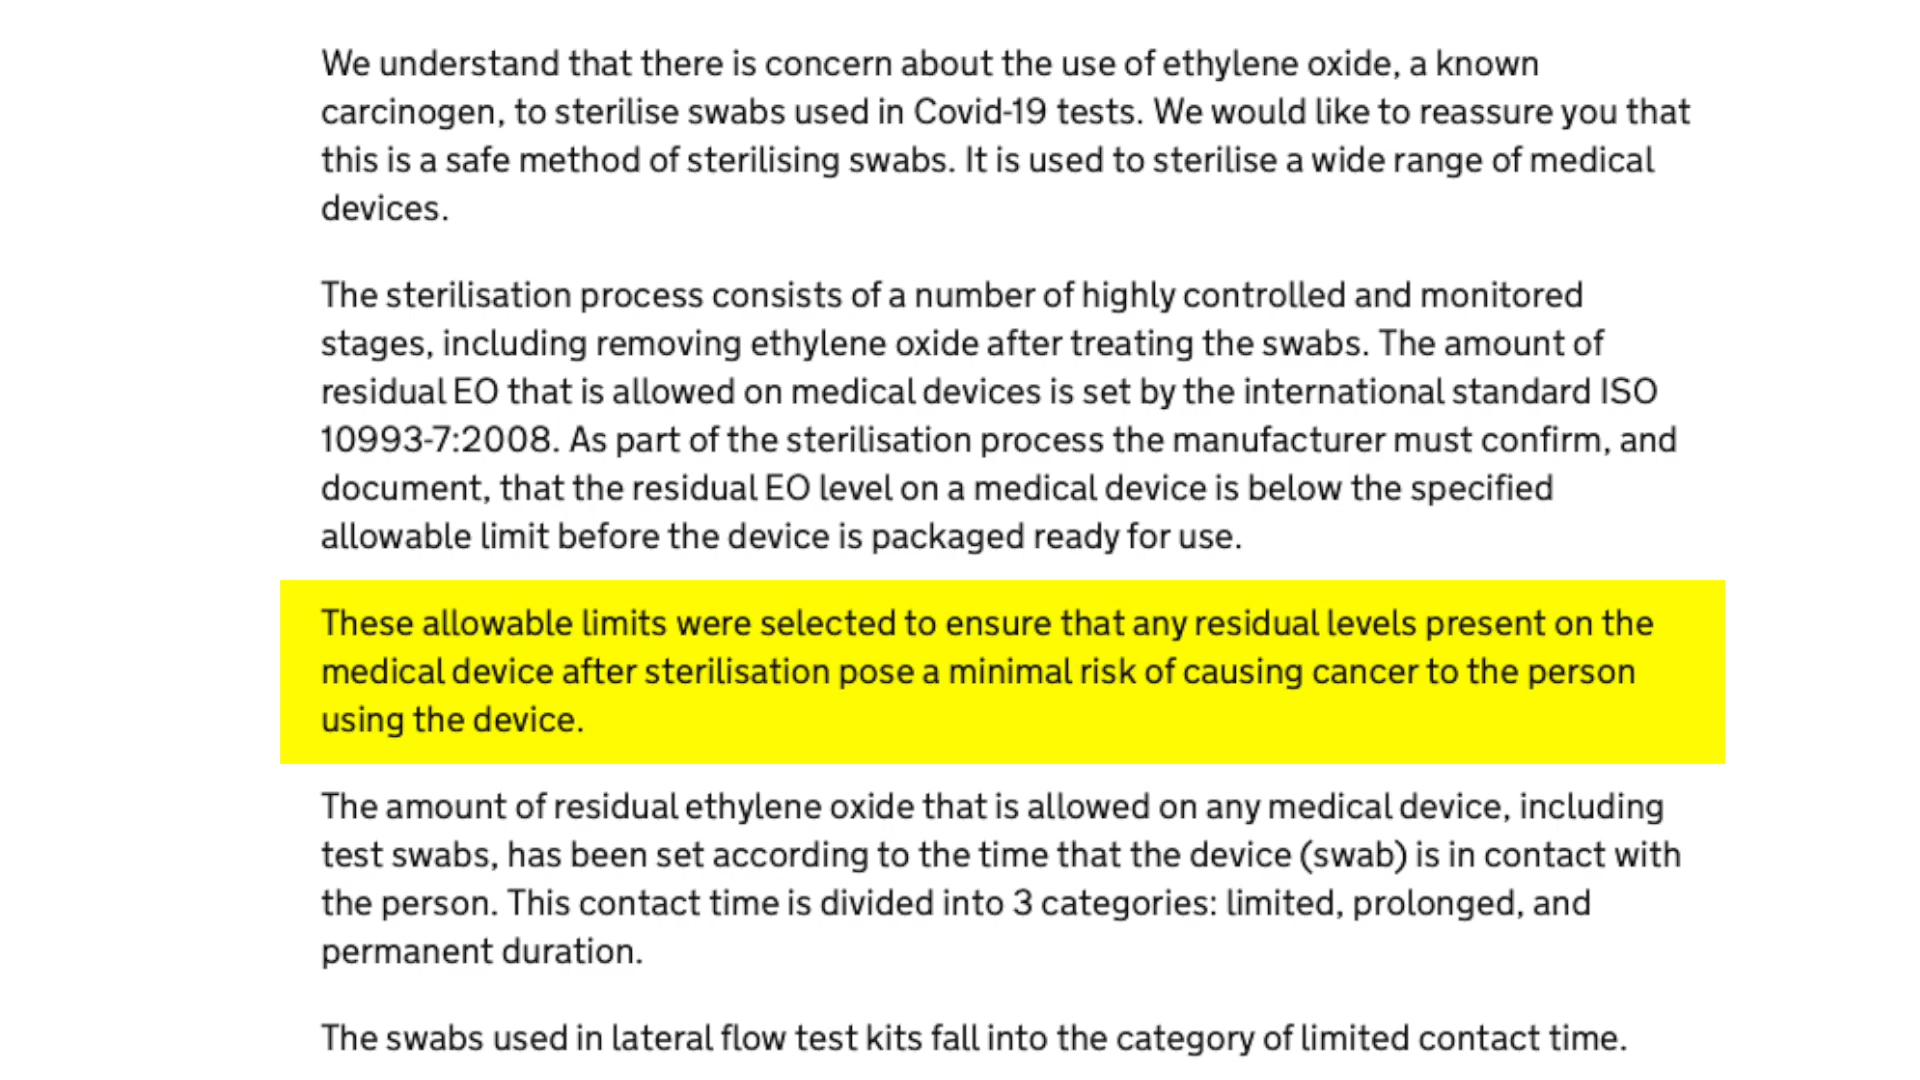 We understand that there is concern about the use of ethylene oxide, a known
carcinogen, to sterilise swabs used in Covid-19 tests. We would like to reassure you that
this is a safe method of sterilising swabs. It is used to sterilise a wide range of medical
devices.
The sterilisation process consists of a number of highly controlled and monitored
stages, including removing ethylene oxide after treating the swabs. The amount of
residual EO that is allowed on medical devices is set by the international standard ISO
10993-7:2008. As part of the sterilisation process the manufacturer must confirm, and
document, that the residual EO level on a medical device is below the specified
allowable limit before the device is packaged ready for use.
These allowable limits were selected to ensure that any residual levels present on the
medical device after sterilisation pose a minimal risk of causing cancer to the person
using the device.
The amount of residual ethylene oxide that is allowed on any medical device, including
test swabs, has been set according to the time that the device (swab) is in contact with
the person. This contact time is divided into 3 categories: limited, prolonged, and
permanent duration.
The swabs used in lateral flow test kits fall into the category of limited contact time.